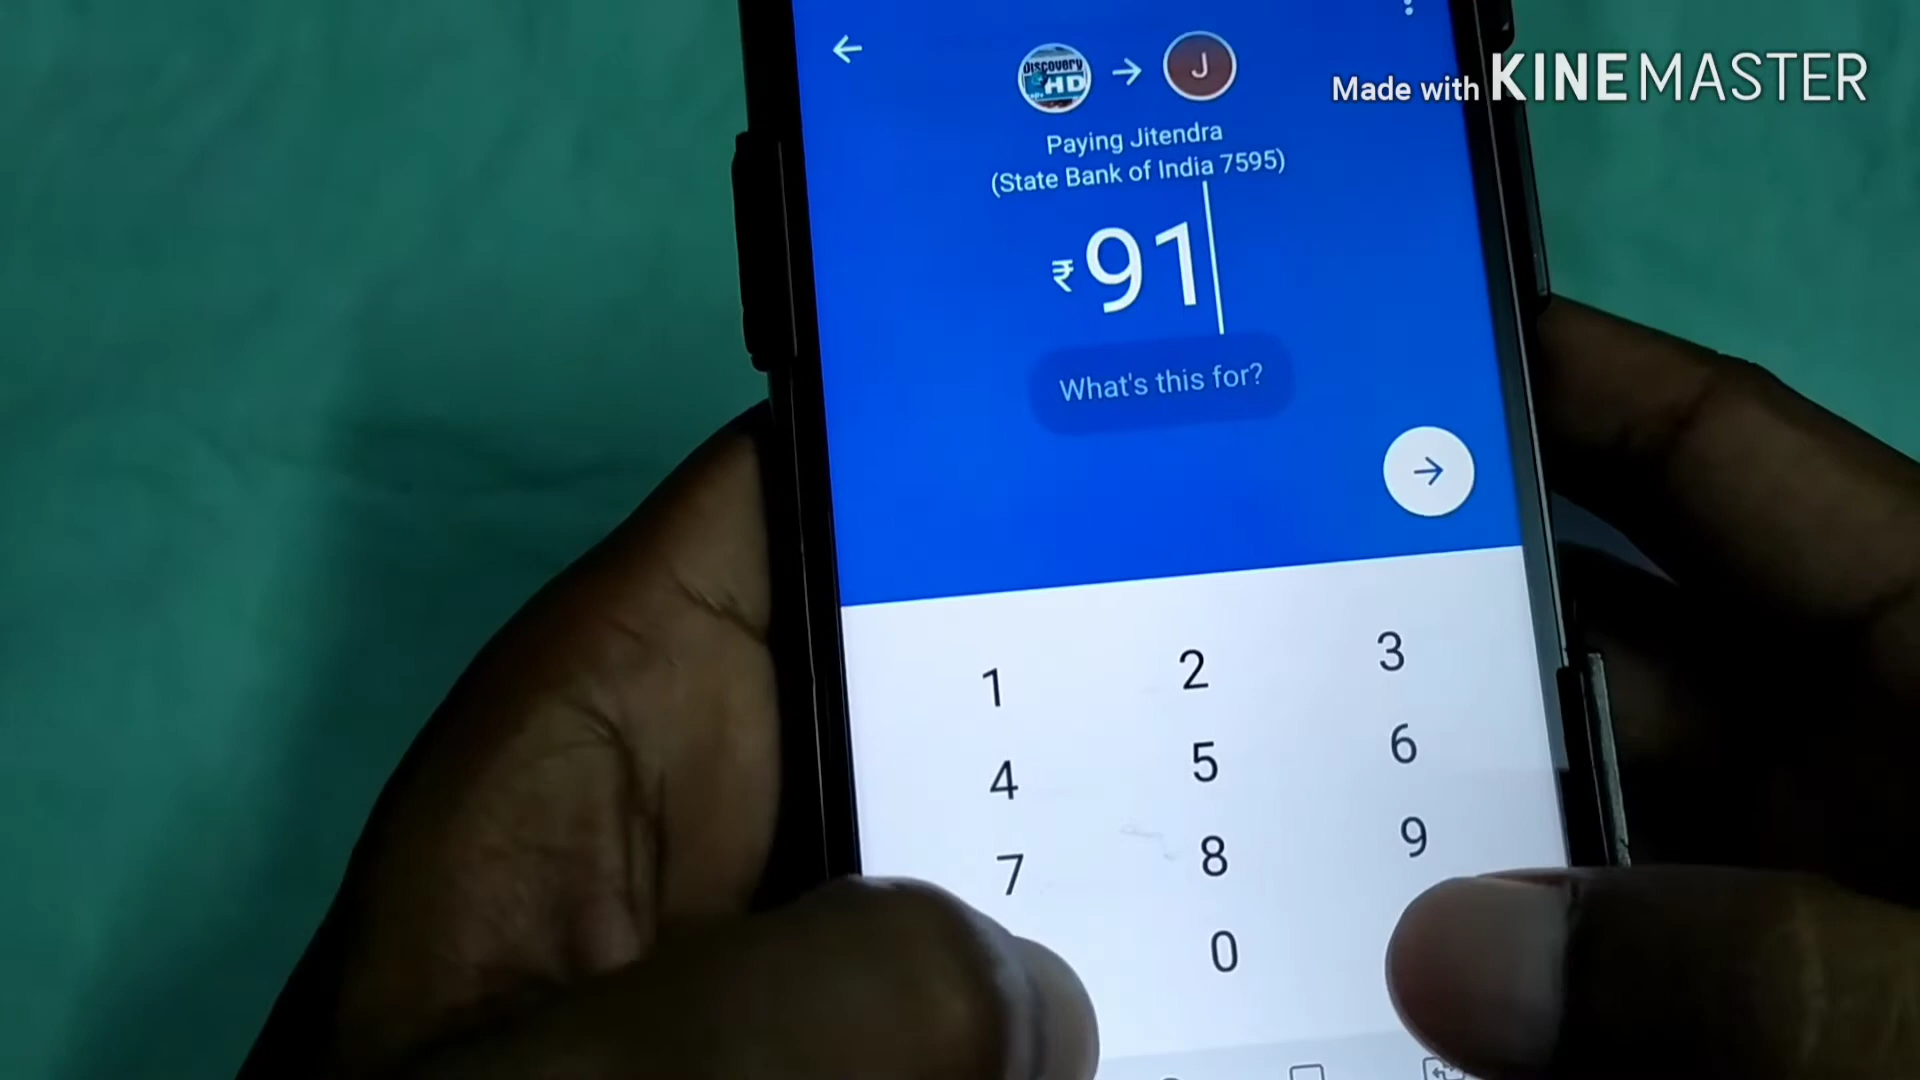 Made with KINEMASTER
discovery
HD
J
Paying Jitendra
(State Bank of India 7595)
₹91
What's this for?
1 2 3
4 5 6
7 8 9
0